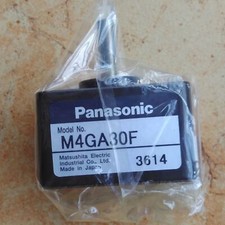 Panasonic
Model No.
M4GA30F
Matsushita Electric
Industrial Co., Ltd. 3614
Made in Japan